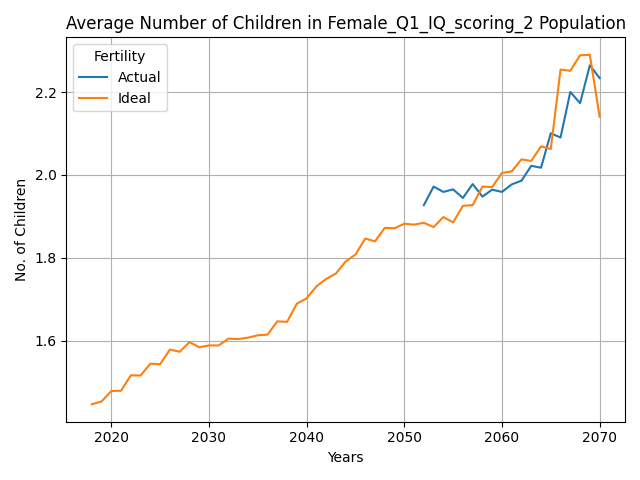 Average Number of Children in Female_Q1_IQ_scoring_2 Population
Fertility
Actual
Ideal
No. of Children
2.2
2.0
1.8
1.6
2020 2030 2040 2050 2060 2070
Years